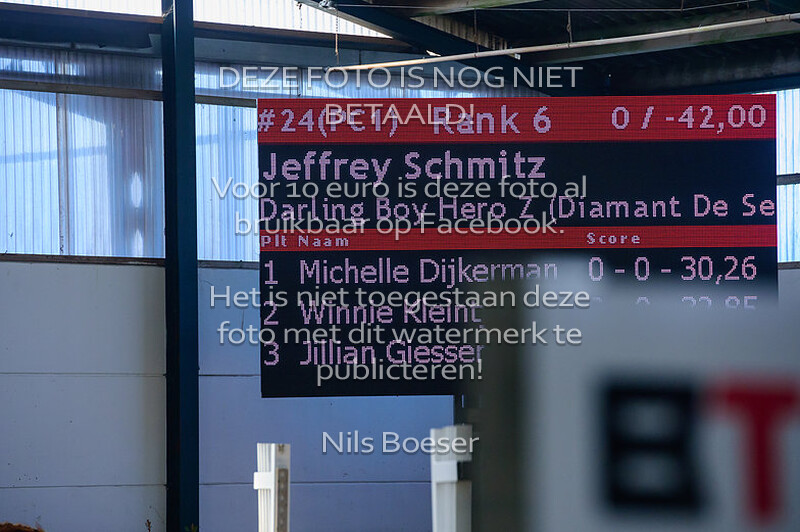 DEZE FOTO IS NOG NIET
BETAALD!
#24(PC1) Rank 6 0 / -42,00
Jeffrey Schmitz
Voor 10 euro is deze foto al
Darling Boy Hero Z (Diamant De Se
bruikbaar op Facebook.
Plt Naam Score
1 Michelle Dijkerman 0 - 0 - 30,26
Het is niet toegestaan deze
2 Winnie
foto met dit watermerk te
3 Jillian Giesser
publiceren!
Nils Boeser
BT